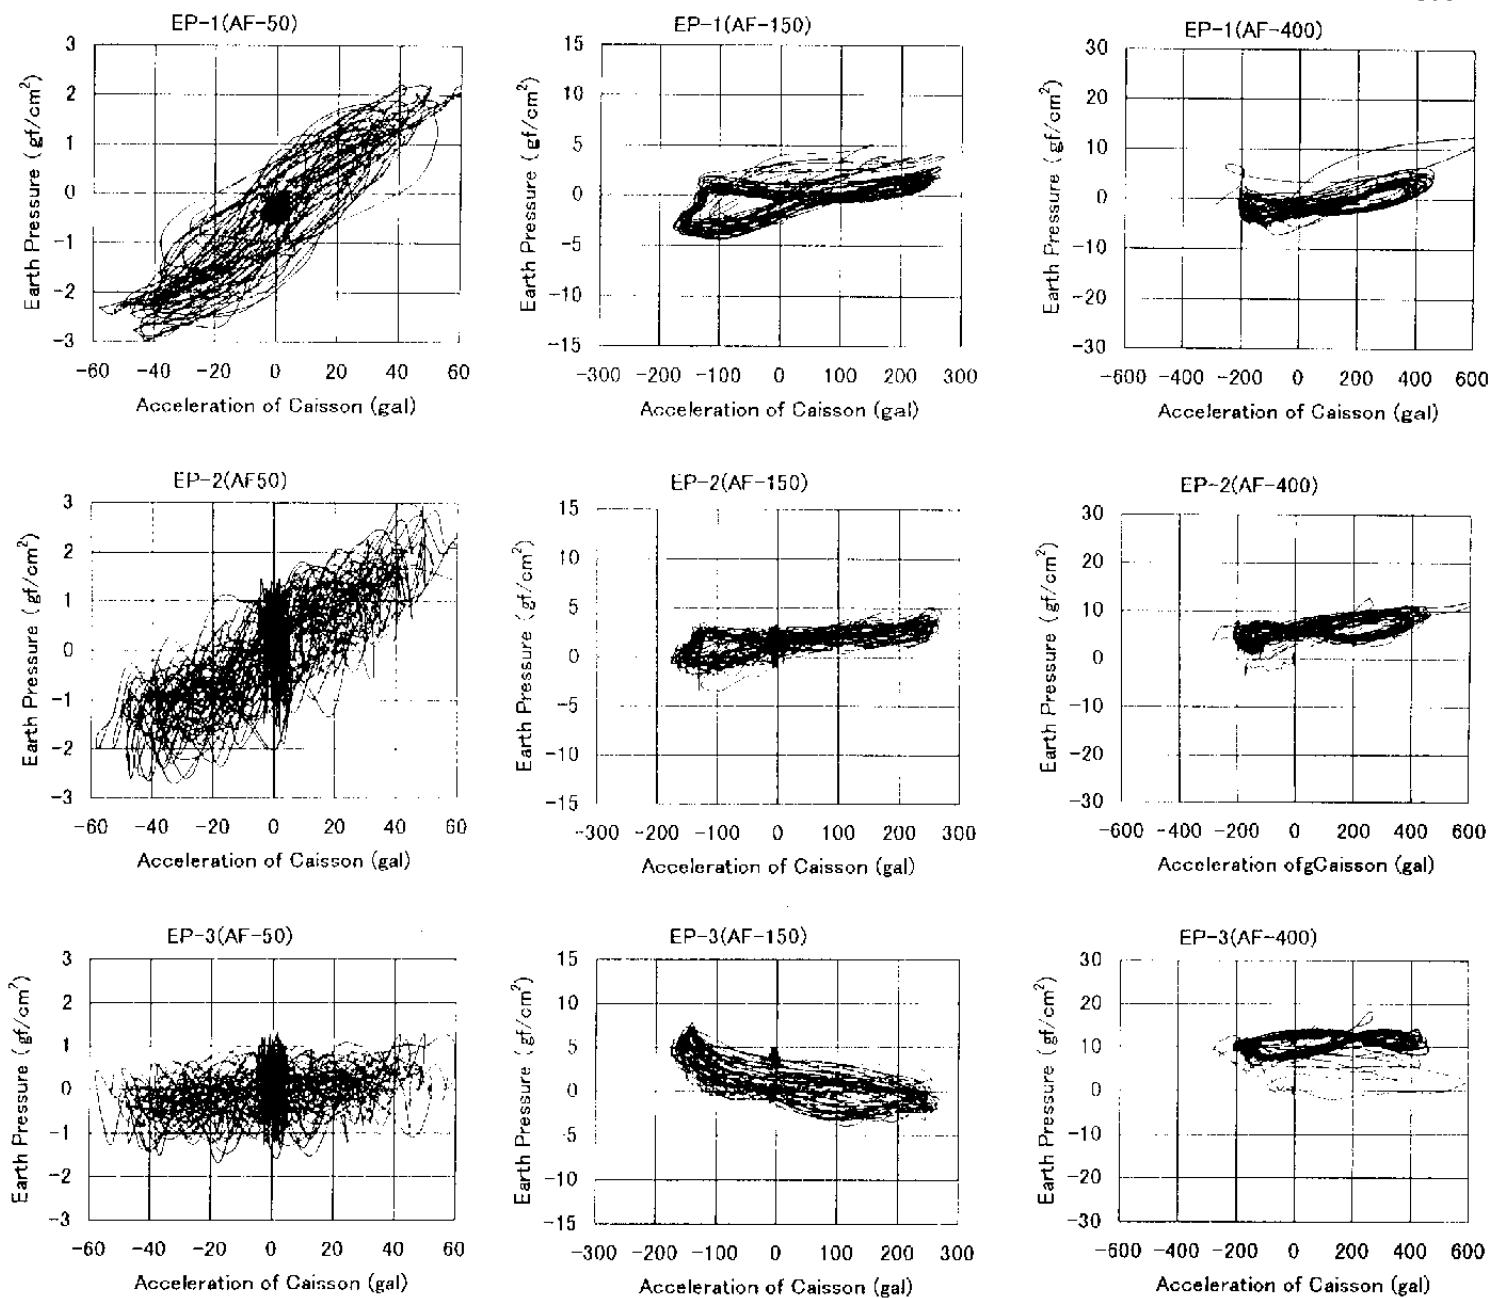 EP-1(AF-50)
3
2
1
0
-1
-2
-3
Earth Pressure ( gf/cm2)
-60 -40 -20 0 20 40 60
Acceleration of Caisson (gal)
EP-1(AF-150)
15
10
5
0
-5
-10
-15
Earth Pressure ( gf/cm2)
-300 -200 -100 0 100 200 300
Acceleration of Caisson (gal)
EP-1(AF-400)
30
20
10
0
-10
-20
-30
Earth Pressure ( gf/cm2)
-600 -400 -200 0 200 400 600
Acceleration of Caisson (gal)
EP-2(AF50)
3
2
1
0
-1
-2
-3
Earth Pressure ( gf/cm2)
-60 -40 -20 0 20 40 60
Acceleration of Caisson (gal)
EP-2(AF-150)
15
10
5
0
-5
-10
-15
Earth Pressure ( gf/cm2)
-300 -200 -100 0 100 200 300
Acceleration of Caisson (gal)
EP-2(AF-400)
30
20
10
0
-10
-20
-30
Earth Pressure ( gf/cm2)
-600 -400 -200 0 200 400 600
Acceleration ofgCaisson (gal)
EP-3(AF-50)
3
2
1
0
-1
-2
-3
Earth Pressure ( gf/cm2)
-60 -40 -20 0 20 40 60
Acceleration of Caisson (gal)
EP-3(AF-150)
15
10
5
0
5
-10
-15
Earth Pressure ( gf/cm2)
-300 -200 -100 0 100 200 300
Acceleration of Caisson (gal)
EP-3(AF-400)
30
20
10
0
-10
-20
-30
Earth Pressure ( gf/cm2)
-600 -400 -200 0 200 400 600
Acceleration of Caisson (gal)